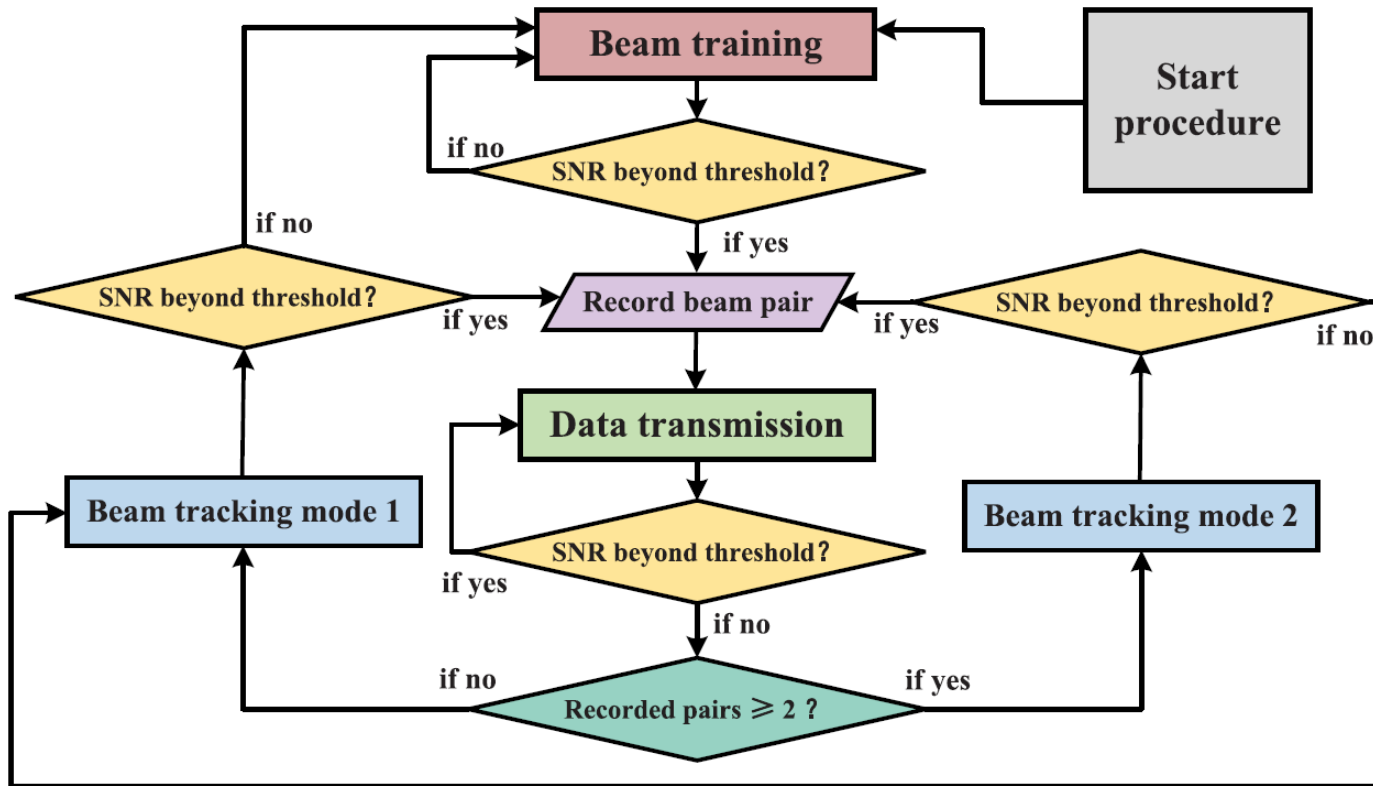 Beam training
Start
procedure
if no
SNR beyond threshold?
if no
if yes
SNR beyond threshold?
if yes
Record beam pair
if yes
SNR beyond threshold?
if no
Data transmission
Beam tracking mode 1
Beam tracking mode 2
SNR beyond threshold?
if yes
if no
if no
if yes
Recorded pairs ⩾ 2 ?